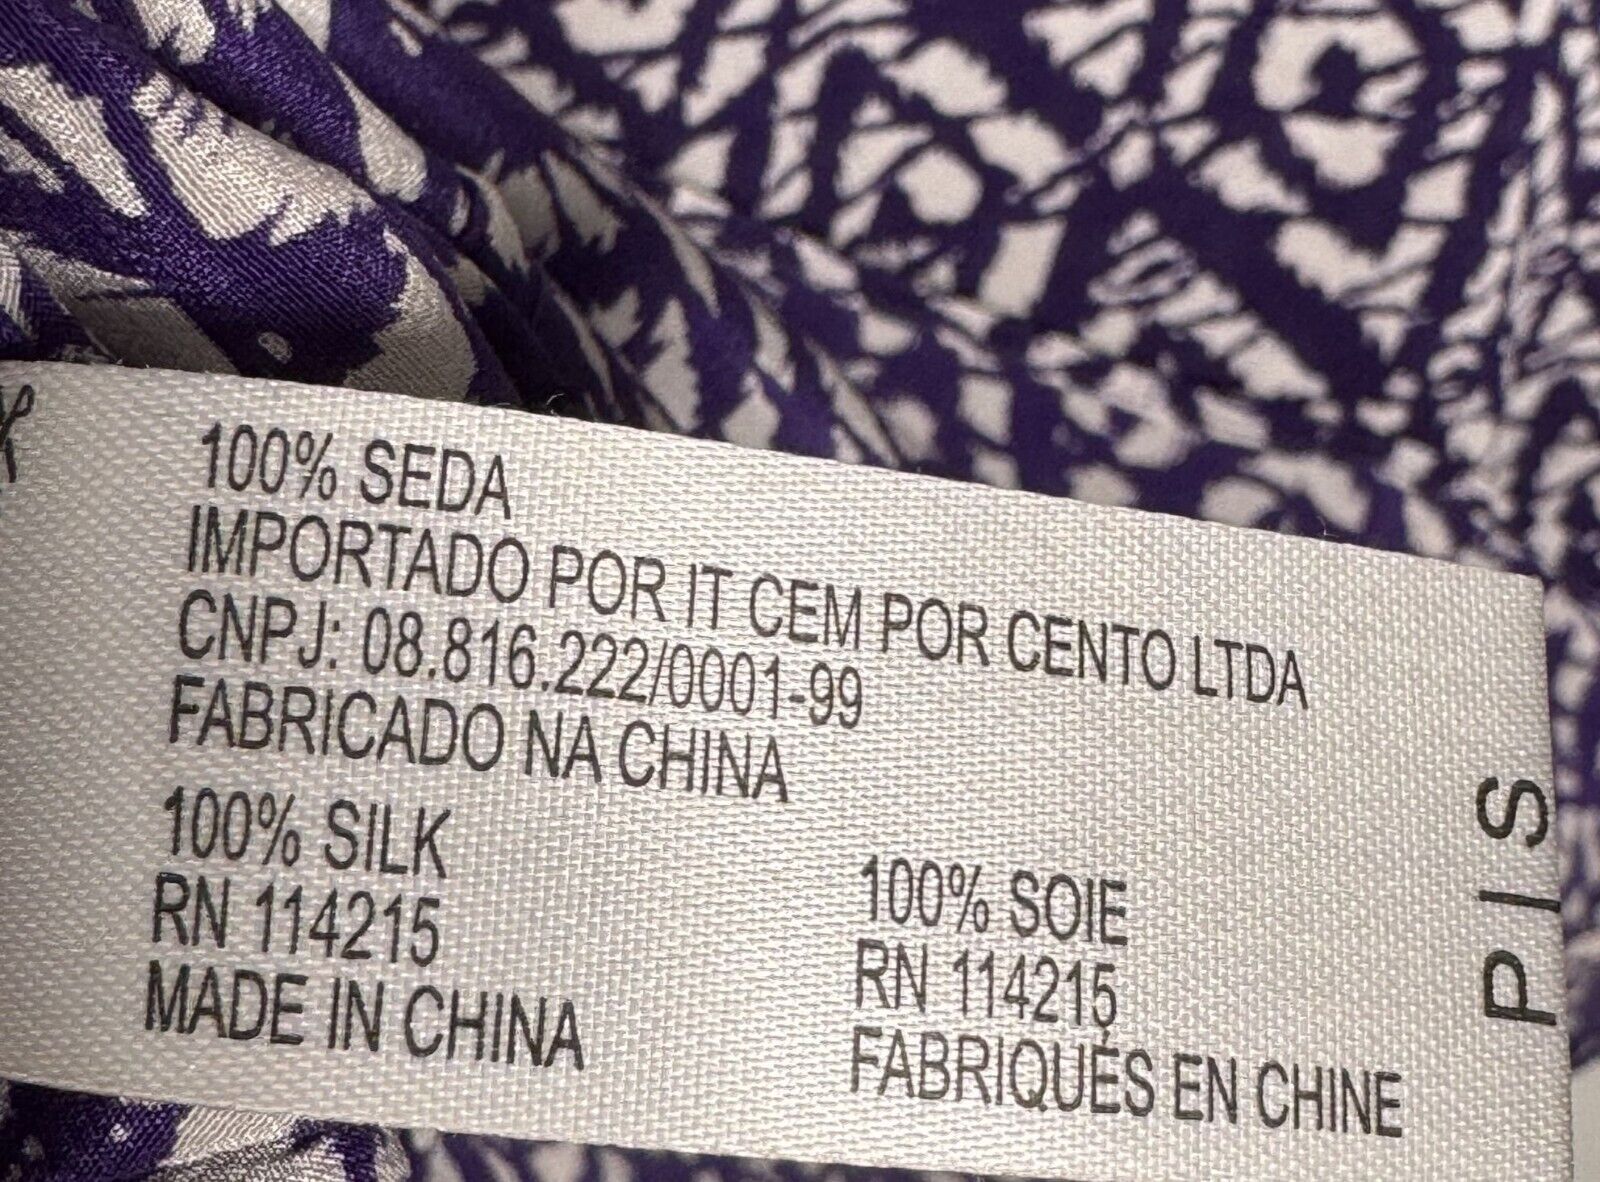 100% SEDA
IMPORTADO POR IT CEM POR CENTO LTDA
CNPJ: 08.816.222/0001-99
FABRICADO NA CHINA
100% SILK
RN 114215
MADE IN CHINA
100% SOIE
RN 114215
FABRIQUÉS EN CHINE
PIS